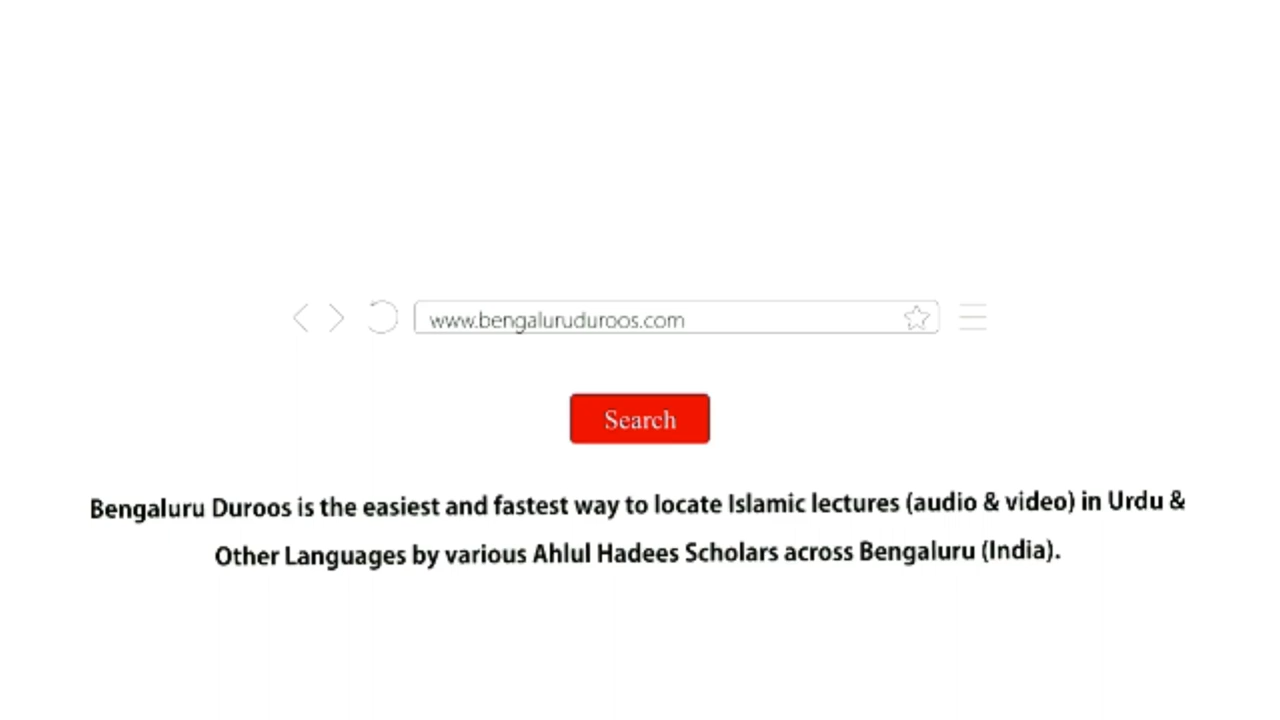 www.bengaluruduroos.com
Search
Bengaluru Duroos is the easiest and fastest way to locate Islamic lectures (audio & video) in Urdu &
Other Languages by various Ahlul Hadees Scholars across Bengaluru (India).